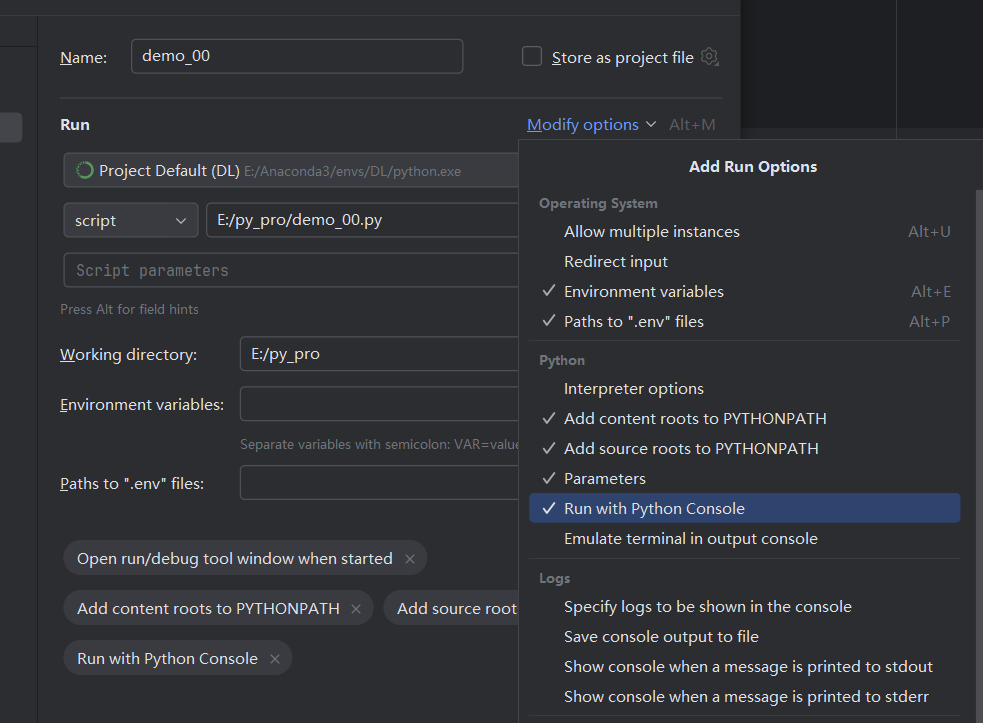 Name: demo_00 Store as project file
Run Modify options Alt+M
Project Default (DL) E:/Anaconda3/envs/DL/python.exe
script E:/py_pro/demo_00.py
Script parameters
Press Alt for field hints
Working directory: E:/py_pro
Environment variables:
Separate variables with semicolon: VAR=value
Paths to ".env" files:
Open run/debug tool window when started ×
Add content roots to PYTHONPATH × Add source root
Run with Python Console ×
Add Run Options
Operating System
Allow multiple instances Alt+U
Redirect input
Environment variables Alt+E
Paths to ".env" files Alt+P
Python
Interpreter options
Add content roots to PYTHONPATH
Add source roots to PYTHONPATH
Parameters
Run with Python Console
Emulate terminal in output console
Logs
Specify logs to be shown in the console
Save console output to file
Show console when a message is printed to stdout
Show console when a message is printed to stderr